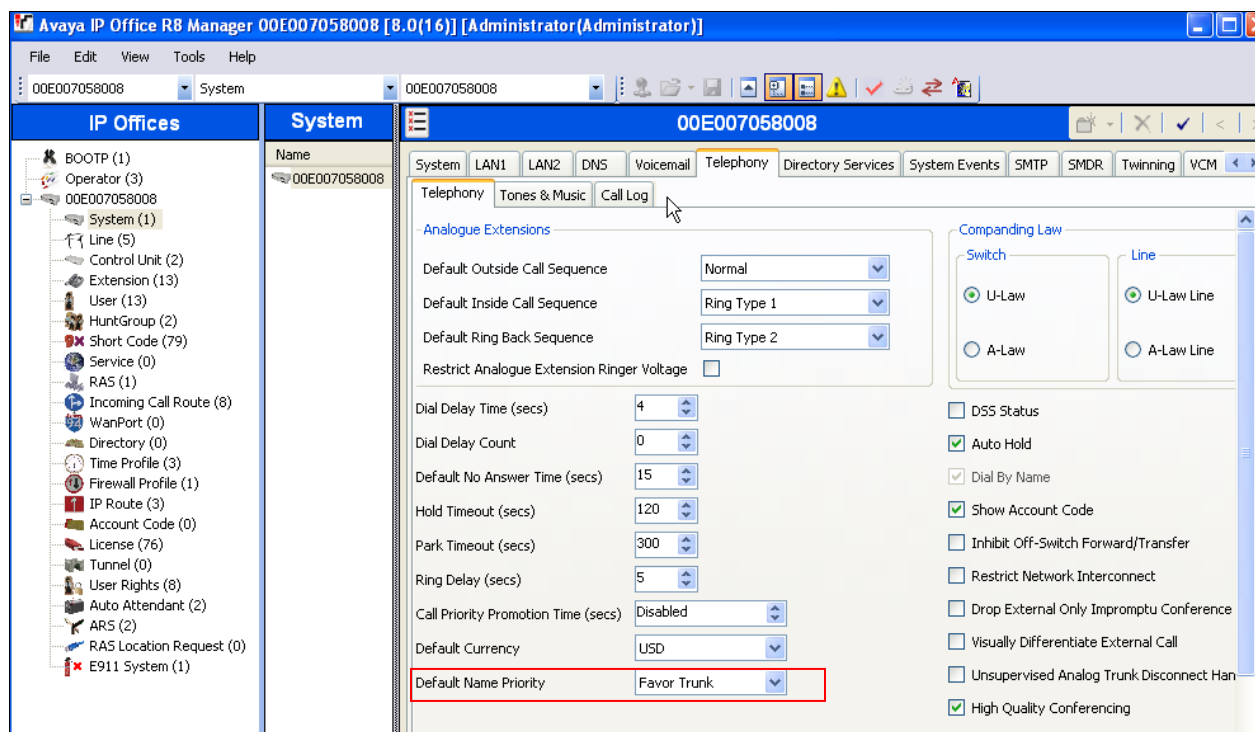 Avaya IP Office R8 Manager 00E007058008 [8.0(16)] [Administrator(Administrator)]
File Edit View Tools Help
00E007058008 System 00E007058008
IP Offices
BOOTP (1)
Operator (3)
00E007058008
System (1)
Line (5)
Control Unit (2)
Extension (13)
User (13)
HuntGroup (2)
Short Code (79)
Service (0)
RAS (1)
Incoming Call Route (8)
WanPort (0)
Directory (0)
Time Profile (3)
Firewall Profile (1)
IP Route (3)
Account Code (0)
License (76)
Tunnel (0)
User Rights (8)
Auto Attendant (2)
ARS (2)
RAS Location Request (0)
E911 System (1)
System
Name
00E007058008
00E007058008
System LAN1 LAN2 DNS Voicemail Telephony Directory Services System Events SMTP SMDR Twinning VCM
Telephony Tones & Music Call Log
Analogue Extensions
Default Outside Call Sequence Normal
Default Inside Call Sequence Ring Type 1
Default Ring Back Sequence Ring Type 2
Restrict Analogue Extension Ringer Voltage
Companding Law
Switch Line
U-Law U-Law Line
A-Law A-Law Line
Dial Delay Time (secs) 4
Dial Delay Count 0
Default No Answer Time (secs) 15
Hold Timeout (secs) 120
Park Timeout (secs) 300
Ring Delay (secs) 5
Call Priority Promotion Time (secs) Disabled
Default Currency USD
Default Name Priority Favor Trunk
DSS Status
Auto Hold
Dial By Name
Show Account Code
Inhibit Off-Switch Forward/Transfer
Restrict Network Interconnect
Drop External Only Impromptu Conference
Visually Differentiate External Call
Unsupervised Analog Trunk Disconnect Han
High Quality Conferencing